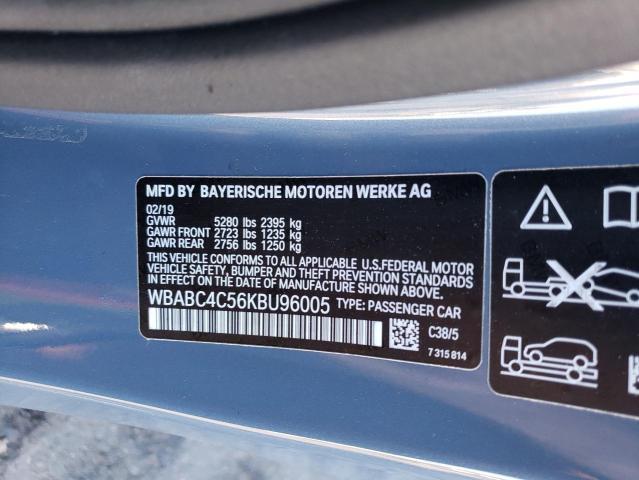 MFD BY BAYERISCHE MOTOREN WERKE AG
02/19
GVWR 5280 lbs 2395 kg
GAWR FRONT 2723 lbs 1235 kg
GAWR REAR 2756 lbs 1250 kg
THIS VEHICLE CONFORMS TO ALL APPLICABLE U.S.FEDERAL MOTOR
VEHICLE SAFETY, BUMPER, AND THEFT PREVENTION STANDARDS
IN EFFECT ON THE DATE OF MANUFACTURE SHOWN ABOVE.
WBABC4C56KBU96005 TYPE: PASSENGER CAR
C38/5
7 315 814